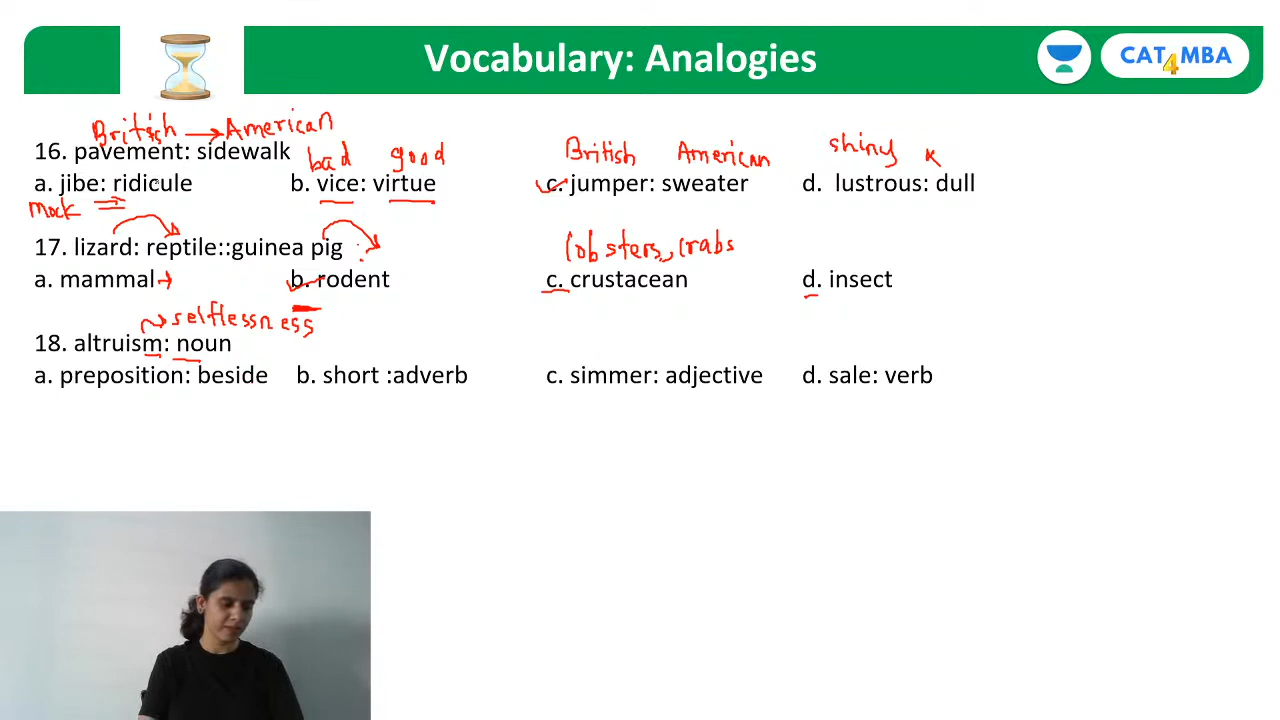 Vocabulary: Analogies
CAT4MBA
British → American
16. pavement: sidewalk
bad good British American shiny x
a. jibe: ridicule b. vice: virtue c. jumper: sweater d. lustrous: dull
mock
17. lizard: reptile::guinea pig :? lobsters, crabs
a. mammal b. rodent c. crustacean d. insect
selflessness
18. altruism: noun
a. preposition: beside b. short :adverb c. simmer: adjective d. sale: verb